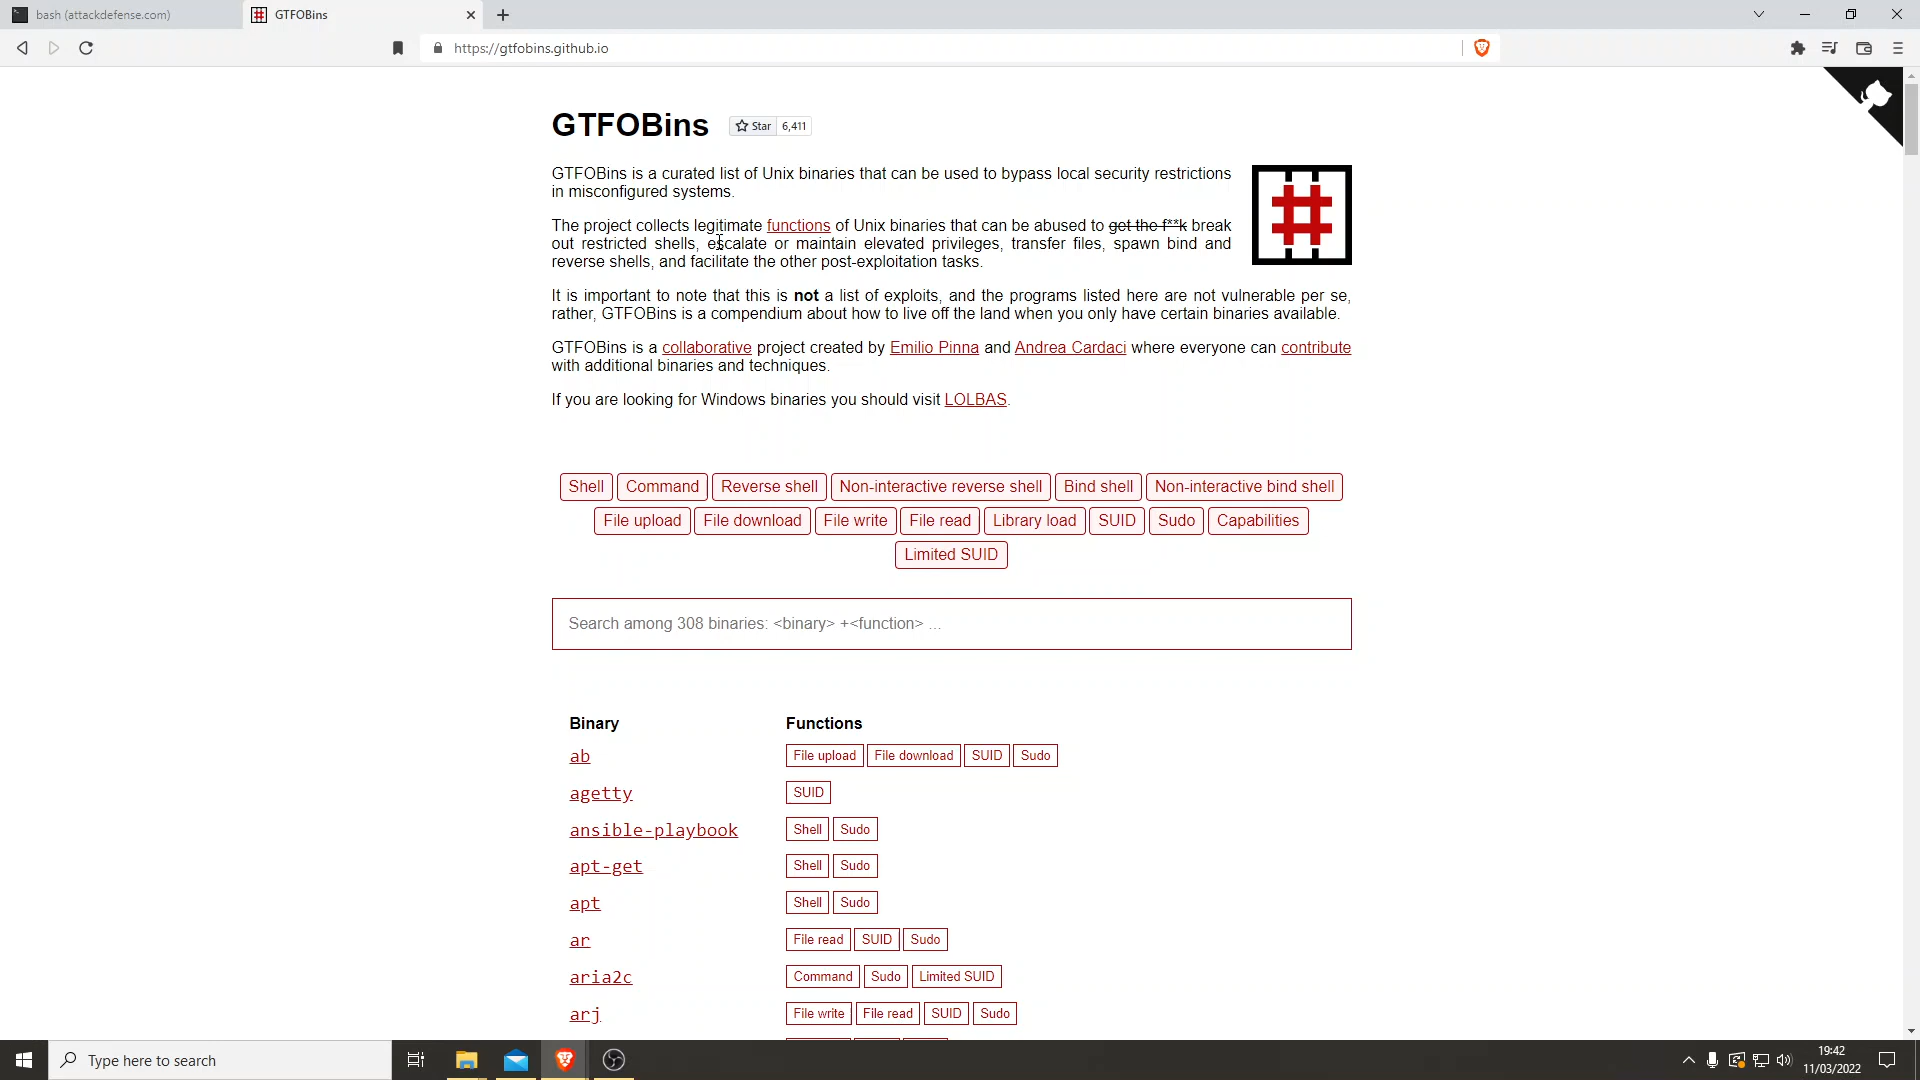 bash (attackdefense.com)
GTFOBins
https://gtfobins.github.io
GTFOBins
Star 6,411
GTFOBins is a curated list of Unix binaries that can be used to bypass local security restrictions
in misconfigured systems.
The project collects legitimate functions of Unix binaries that can be abused to get the f**k break
out restricted shells, escalate or maintain elevated privileges, transfer files, spawn bind and
reverse shells, and facilitate the other post-exploitation tasks.
It is important to note that this is not a list of exploits, and the programs listed here are not vulnerable per se,
rather, GTFOBins is a compendium about how to live off the land when you only have certain binaries available.
GTFOBins is a collaborative project created by Emilio Pinna and Andrea Cardaci where everyone can contribute
with additional binaries and techniques.
If you are looking for Windows binaries you should visit LOLBAS.
Shell Command Reverse shell Non-interactive reverse shell Bind shell Non-interactive bind shell
File upload File download File write File read Library load SUID Sudo Capabilities
Limited SUID
Search among 308 binaries: <binary> +<function> ...
Binary Functions
ab File upload File download SUID Sudo
agetty SUID
ansible-playbook Shell Sudo
apt-get Shell Sudo
apt Shell Sudo
ar File read SUID Sudo
aria2c Command Sudo Limited SUID
arj File write File read SUID Sudo
Type here to search
19:42
11/03/2022